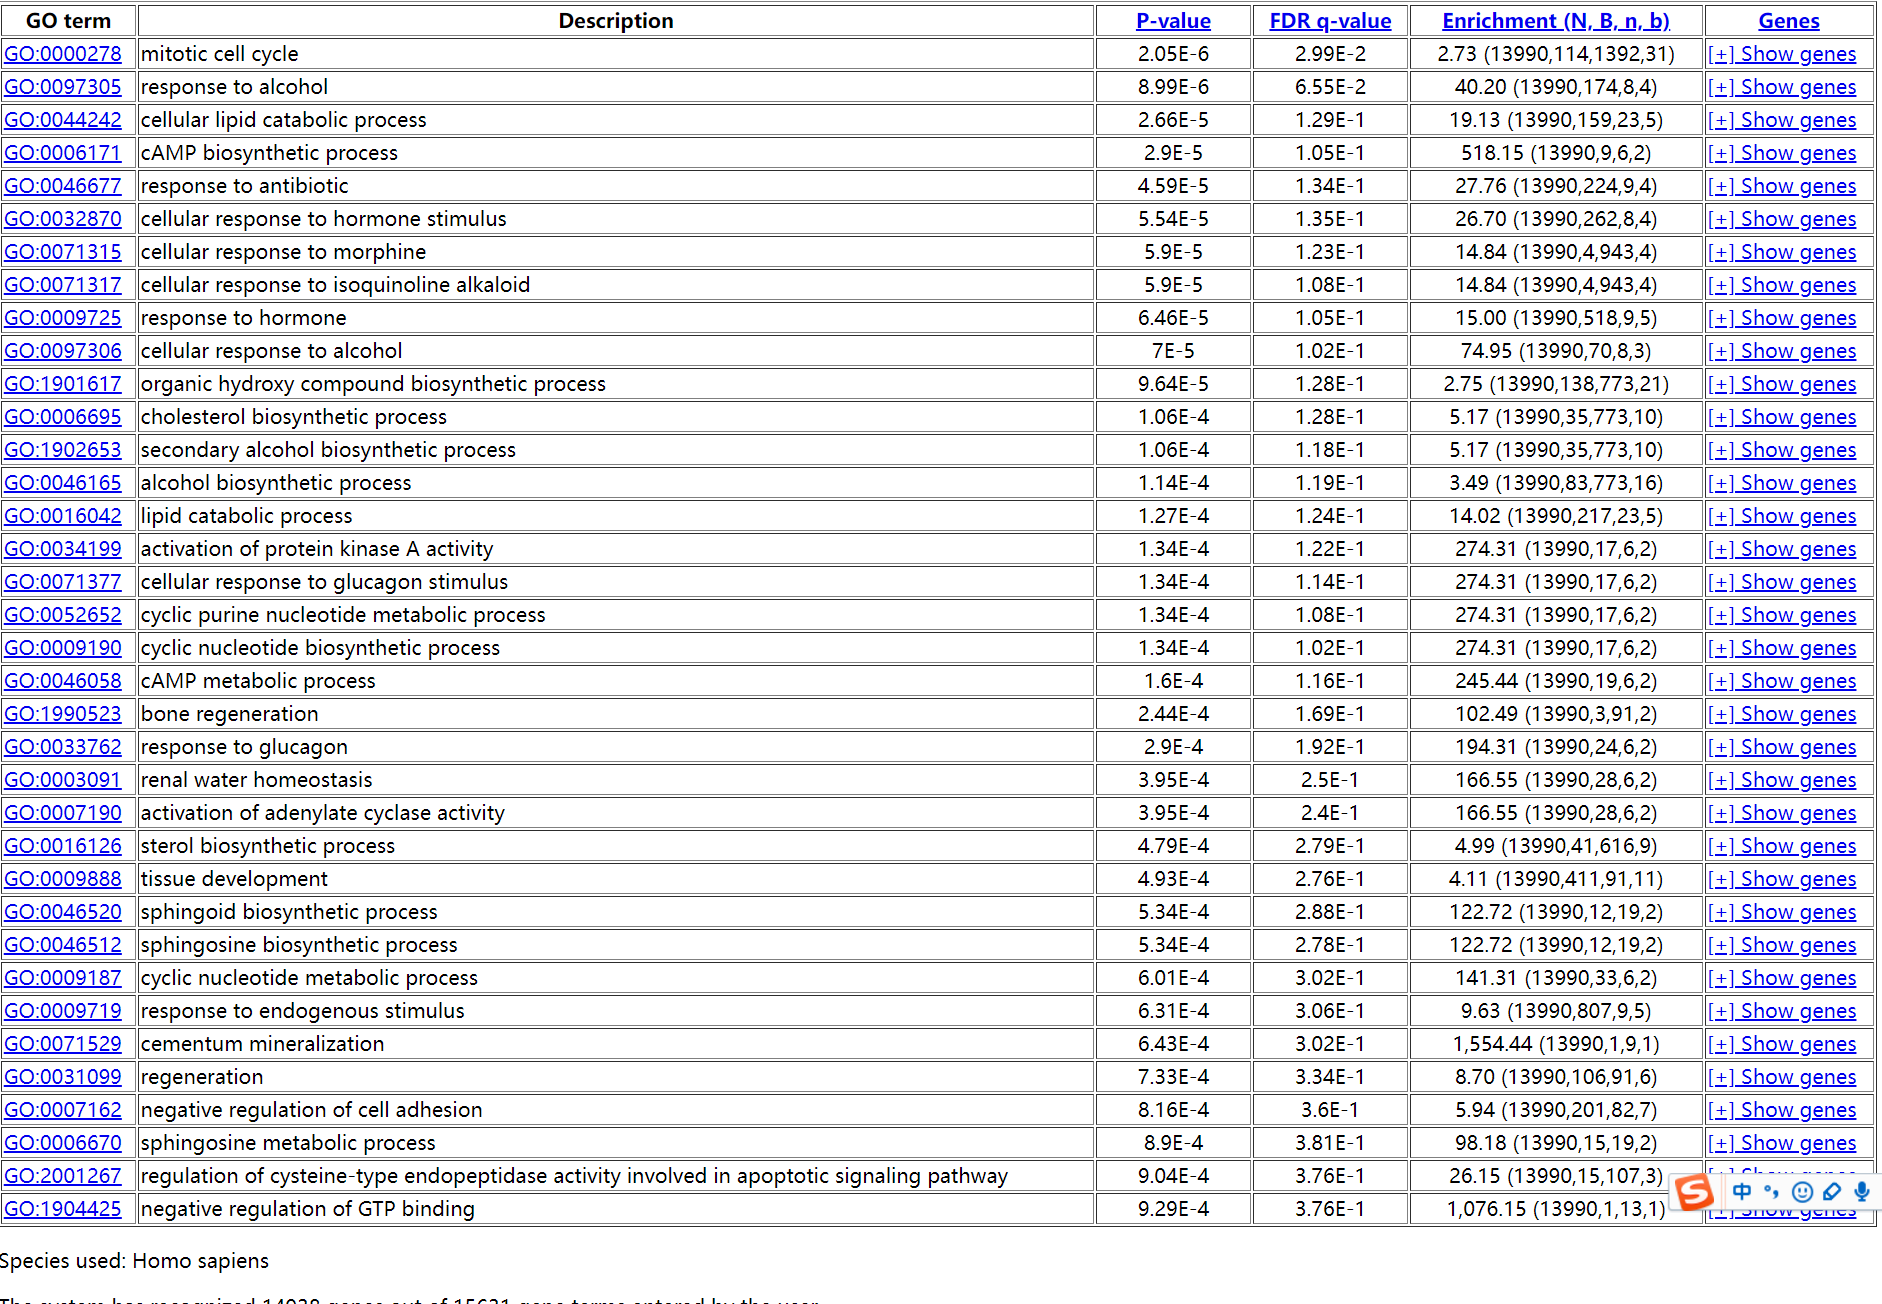 GO term Description P-value FDR q-value Enrichment (N, B, n, b) Genes
GO:0000278 mitotic cell cycle 2.05E-6 2.99E-2 2.73 (13990,114,1392,31) [+] Show genes
GO:0097305 response to alcohol 8.99E-6 6.55E-2 40.20 (13990,174,8,4) [+] Show genes
GO:0044242 cellular lipid catabolic process 2.66E-5 1.29E-1 19.13 (13990,159,23,5) [+] Show genes
GO:0006171 cAMP biosynthetic process 2.9E-5 1.05E-1 518.15 (13990,9,6,2) [+] Show genes
GO:0046677 response to antibiotic 4.59E-5 1.34E-1 27.76 (13990,224,9,4) [+] Show genes
GO:0032870 cellular response to hormone stimulus 5.54E-5 1.35E-1 26.70 (13990,262,8,4) [+] Show genes
GO:0071315 cellular response to morphine 5.9E-5 1.23E-1 14.84 (13990,4,943,4) [+] Show genes
GO:0071317 cellular response to isoquinoline alkaloid 5.9E-5 1.08E-1 14.84 (13990,4,943,4) [+] Show genes
GO:0009725 response to hormone 6.46E-5 1.05E-1 15.00 (13990,518,9,5) [+] Show genes
GO:0097306 cellular response to alcohol 7E-5 1.02E-1 74.95 (13990,70,8,3) [+] Show genes
GO:1901617 organic hydroxy compound biosynthetic process 9.64E-5 1.28E-1 2.75 (13990,138,773,21) [+] Show genes
GO:0006695 cholesterol biosynthetic process 1.06E-4 1.28E-1 5.17 (13990,35,773,10) [+] Show genes
GO:1902653 secondary alcohol biosynthetic process 1.06E-4 1.18E-1 5.17 (13990,35,773,10) [+] Show genes
GO:0046165 alcohol biosynthetic process 1.14E-4 1.19E-1 3.49 (13990,83,773,16) [+] Show genes
GO:0016042 lipid catabolic process 1.27E-4 1.24E-1 14.02 (13990,217,23,5) [+] Show genes
GO:0034199 activation of protein kinase A activity 1.34E-4 1.22E-1 274.31 (13990,17,6,2) [+] Show genes
GO:0071377 cellular response to glucagon stimulus 1.34E-4 1.14E-1 274.31 (13990,17,6,2) [+] Show genes
GO:0052652 cyclic purine nucleotide metabolic process 1.34E-4 1.08E-1 274.31 (13990,17,6,2) [+] Show genes
GO:0009190 cyclic nucleotide biosynthetic process 1.34E-4 1.02E-1 274.31 (13990,17,6,2) [+] Show genes
GO:0046058 cAMP metabolic process 1.6E-4 1.16E-1 245.44 (13990,19,6,2) [+] Show genes
GO:1990523 bone regeneration 2.44E-4 1.69E-1 102.49 (13990,3,91,2) [+] Show genes
GO:0033762 response to glucagon 2.9E-4 1.92E-1 194.31 (13990,24,6,2) [+] Show genes
GO:0003091 renal water homeostasis 3.95E-4 2.5E-1 166.55 (13990,28,6,2) [+] Show genes
GO:0007190 activation of adenylate cyclase activity 3.95E-4 2.4E-1 166.55 (13990,28,6,2) [+] Show genes
GO:0016126 sterol biosynthetic process 4.79E-4 2.79E-1 4.99 (13990,41,616,9) [+] Show genes
GO:0009888 tissue development 4.93E-4 2.76E-1 4.11 (13990,411,91,11) [+] Show genes
GO:0046520 sphingoid biosynthetic process 5.34E-4 2.88E-1 122.72 (13990,12,19,2) [+] Show genes
GO:0046512 sphingosine biosynthetic process 5.34E-4 2.78E-1 122.72 (13990,12,19,2) [+] Show genes
GO:0009187 cyclic nucleotide metabolic process 6.01E-4 3.02E-1 141.31 (13990,33,6,2) [+] Show genes
GO:0009719 response to endogenous stimulus 6.31E-4 3.06E-1 9.63 (13990,807,9,5) [+] Show genes
GO:0071529 cementum mineralization 6.43E-4 3.02E-1 1,554.44 (13990,1,9,1) [+] Show genes
GO:0031099 regeneration 7.33E-4 3.34E-1 8.70 (13990,106,91,6) [+] Show genes
GO:0007162 negative regulation of cell adhesion 8.16E-4 3.6E-1 5.94 (13990,201,82,7) [+] Show genes
GO:0006670 sphingosine metabolic process 8.9E-4 3.81E-1 98.18 (13990,15,19,2) [+] Show genes
GO:2001267 regulation of cysteine-type endopeptidase activity involved in apoptotic signaling pathway 9.04E-4 3.76E-1 26.15 (13990,15,107,3) [+] Show genes
GO:1904425 negative regulation of GTP binding 9.29E-4 3.76E-1 1,076.15 (13990,1,13,1) [+] Show genes
中
Species used: Homo sapiens
The system has recognized 14028 genes out of 15631 gene terms entered by the user